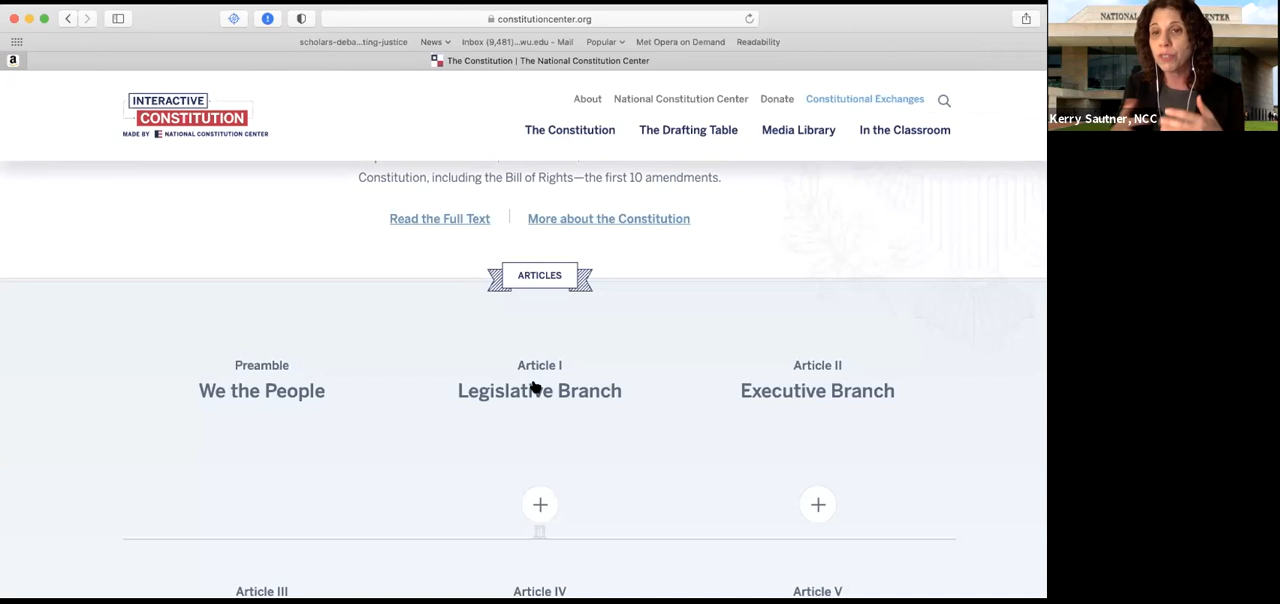 constitutioncenter.org
scholars-deba...ting-justice News Inbox (9,481)...wu.edu - Mail Popular Met Opera on Demand Readability
a The Constitution | The National Constitution Center
INTERACTIVE
CONSTITUTION
MADE BY NATIONAL CONSTITUTION CENTER
About National Constitution Center Donate Constitutional Exchanges
The Constitution The Drafting Table Media Library In the Classroom
Constitution, including the Bill of Rights—the first 10 amendments.
Read the Full Text | More about the Constitution
ARTICLES
Preamble
We the People
Article I
Legislative Branch
Article II
Executive Branch
Article III
Article IV
Article V
NATIONAL
Kerry Sautner, NCC